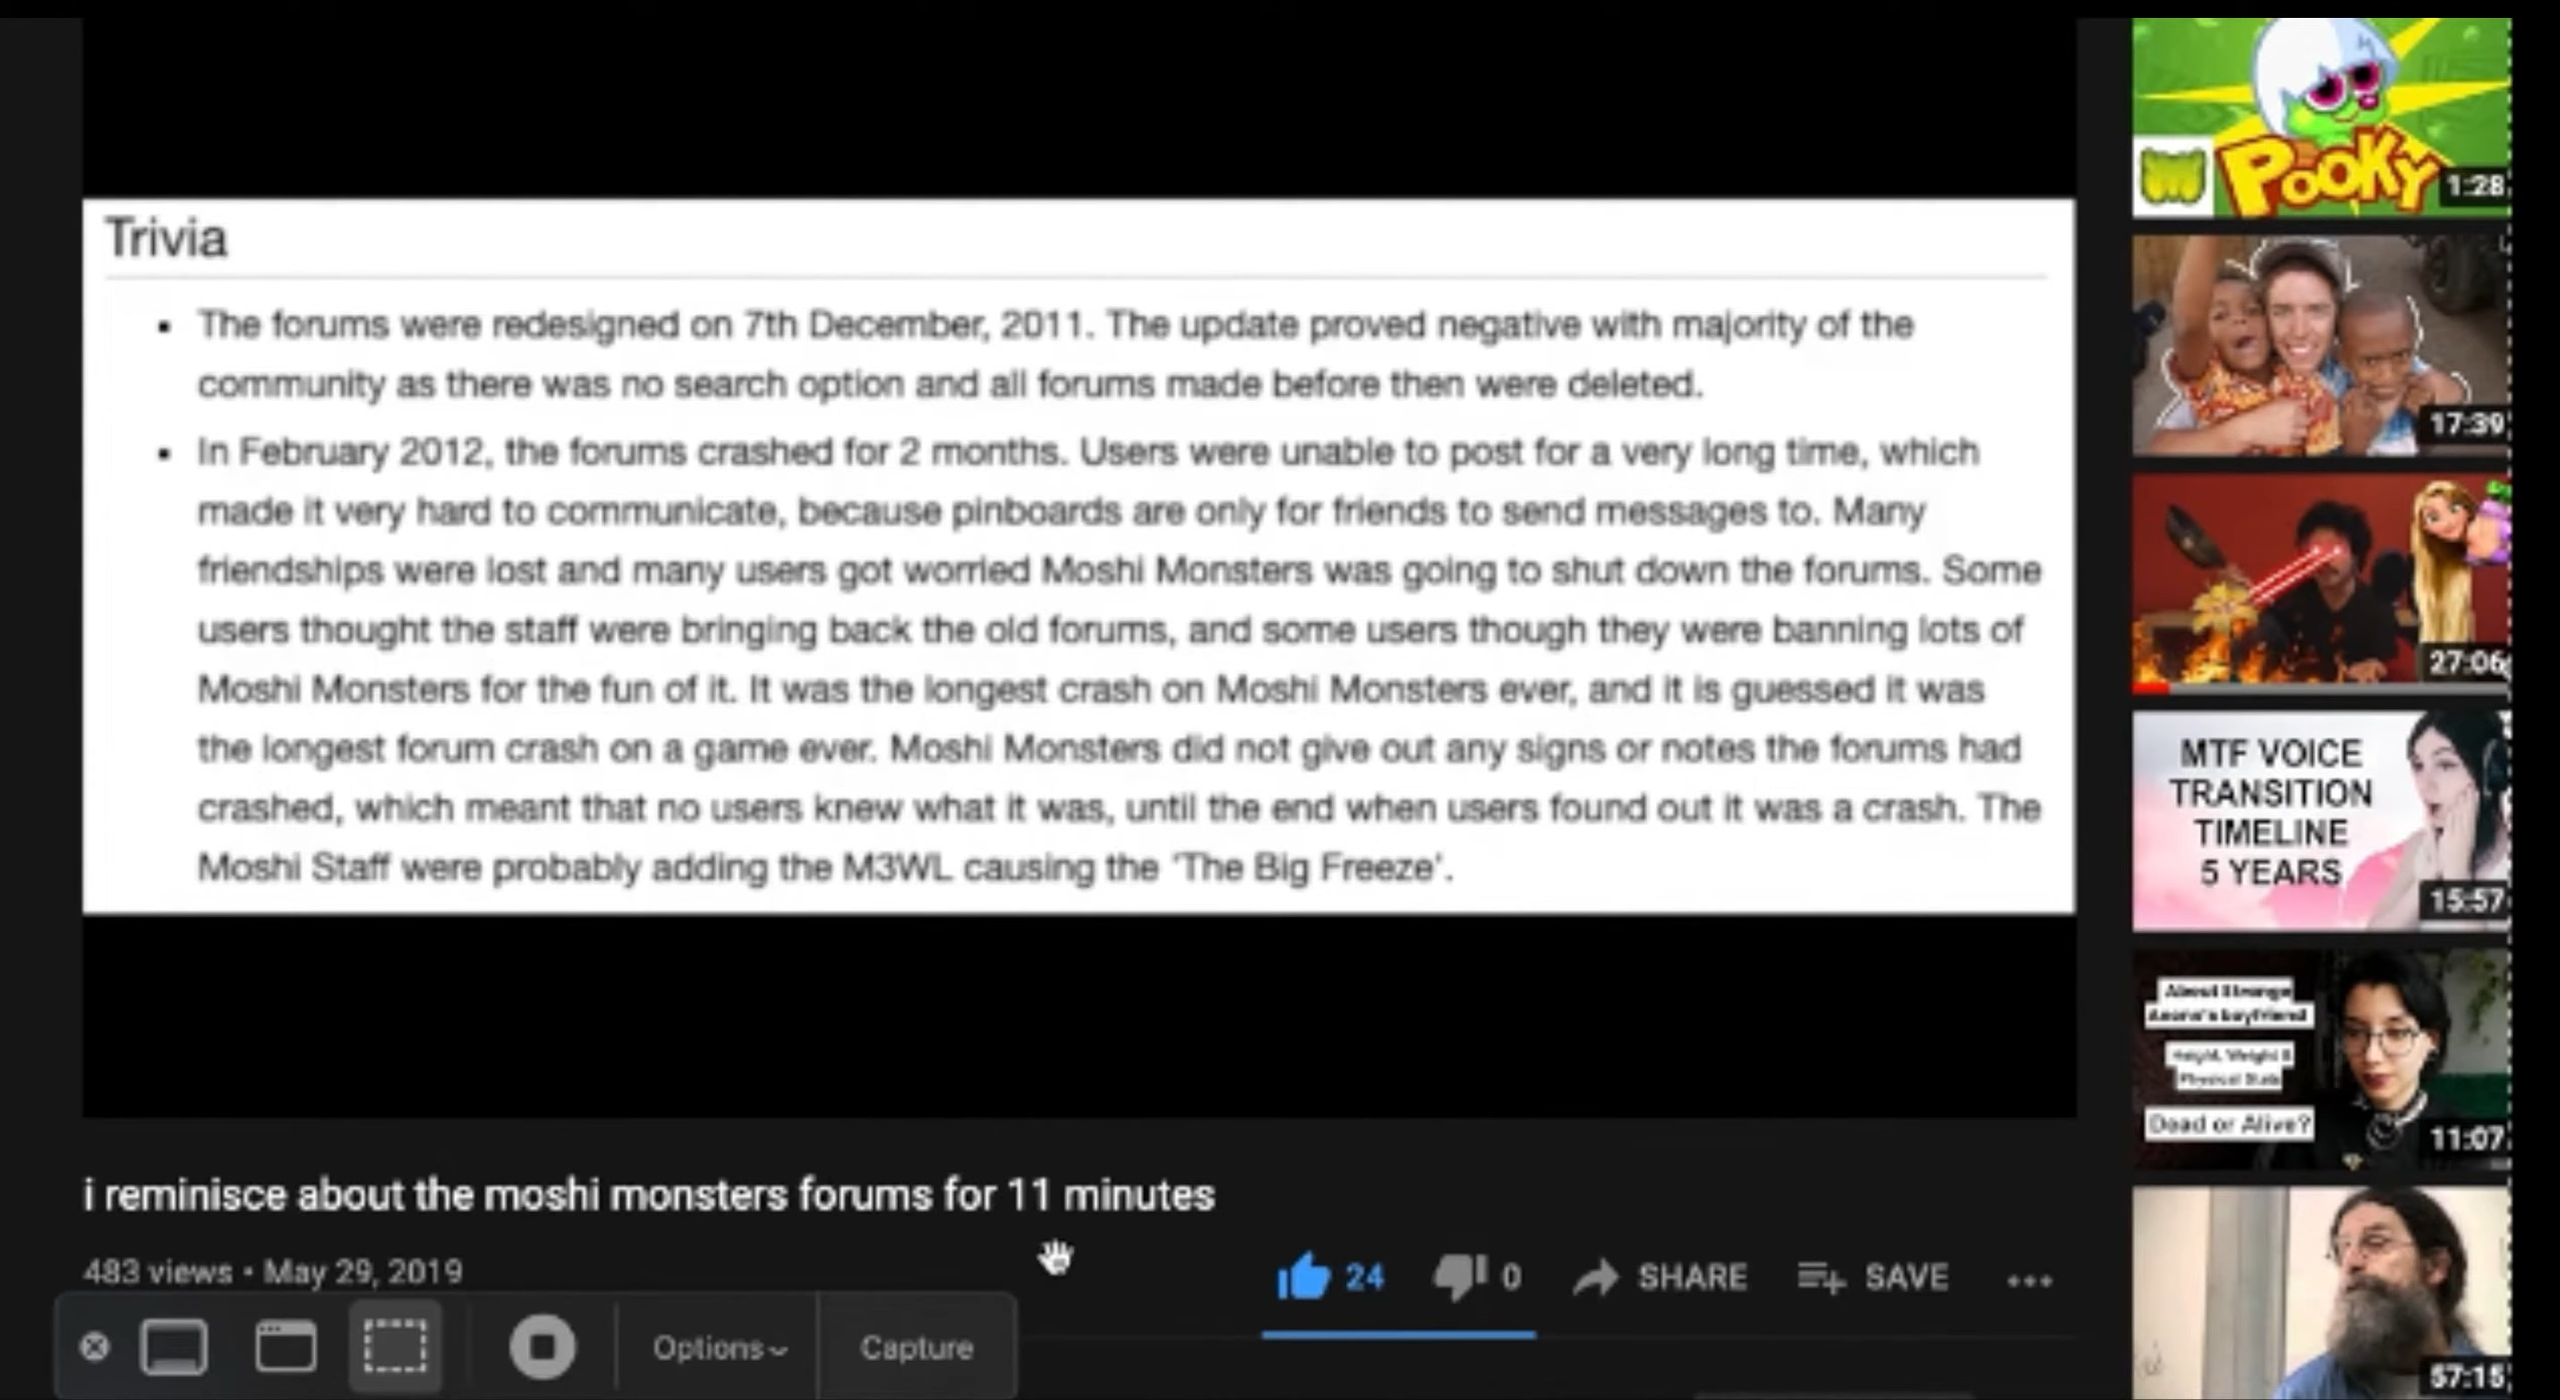 Trivia
▪ The forums were redesigned on 7th December, 2011. The update proved negative with majority of the
community as there was no search option and all forums made before then were deleted.
▪ In February 2012, the forums crashed for 2 months. Users were unable to post for a very long time, which
made it very hard to communicate, because pinboards are only for friends to send messages to. Many
friendships were lost and many users got worried Moshi Monsters was going to shut down the forums. Some
users thought the staff were bringing back the old forums, and some users though they were banning lots of
Moshi Monsters for the fun of it. It was the longest crash on Moshi Monsters ever, and it is guessed it was
the longest forum crash on a game ever. Moshi Monsters did not give out any signs or notes the forums had
crashed, which meant that no users knew what it was, until the end when users found out it was a crash. The
Moshi Staff were probably adding the M3WL causing the 'The Big Freeze'.
i reminisce about the moshi monsters forums for 11 minutes
483 views • May 29, 2019
24 0 SHARE SAVE
Options Capture
POOKY
1:28
17:39
27:06
MTF VOICE
TRANSITION
TIMELINE
5 YEARS
15:57
About Strange
Aeons's boyfriend
Height, Weight &
Physical Stats
Dead or Alive?
11:07
57:15